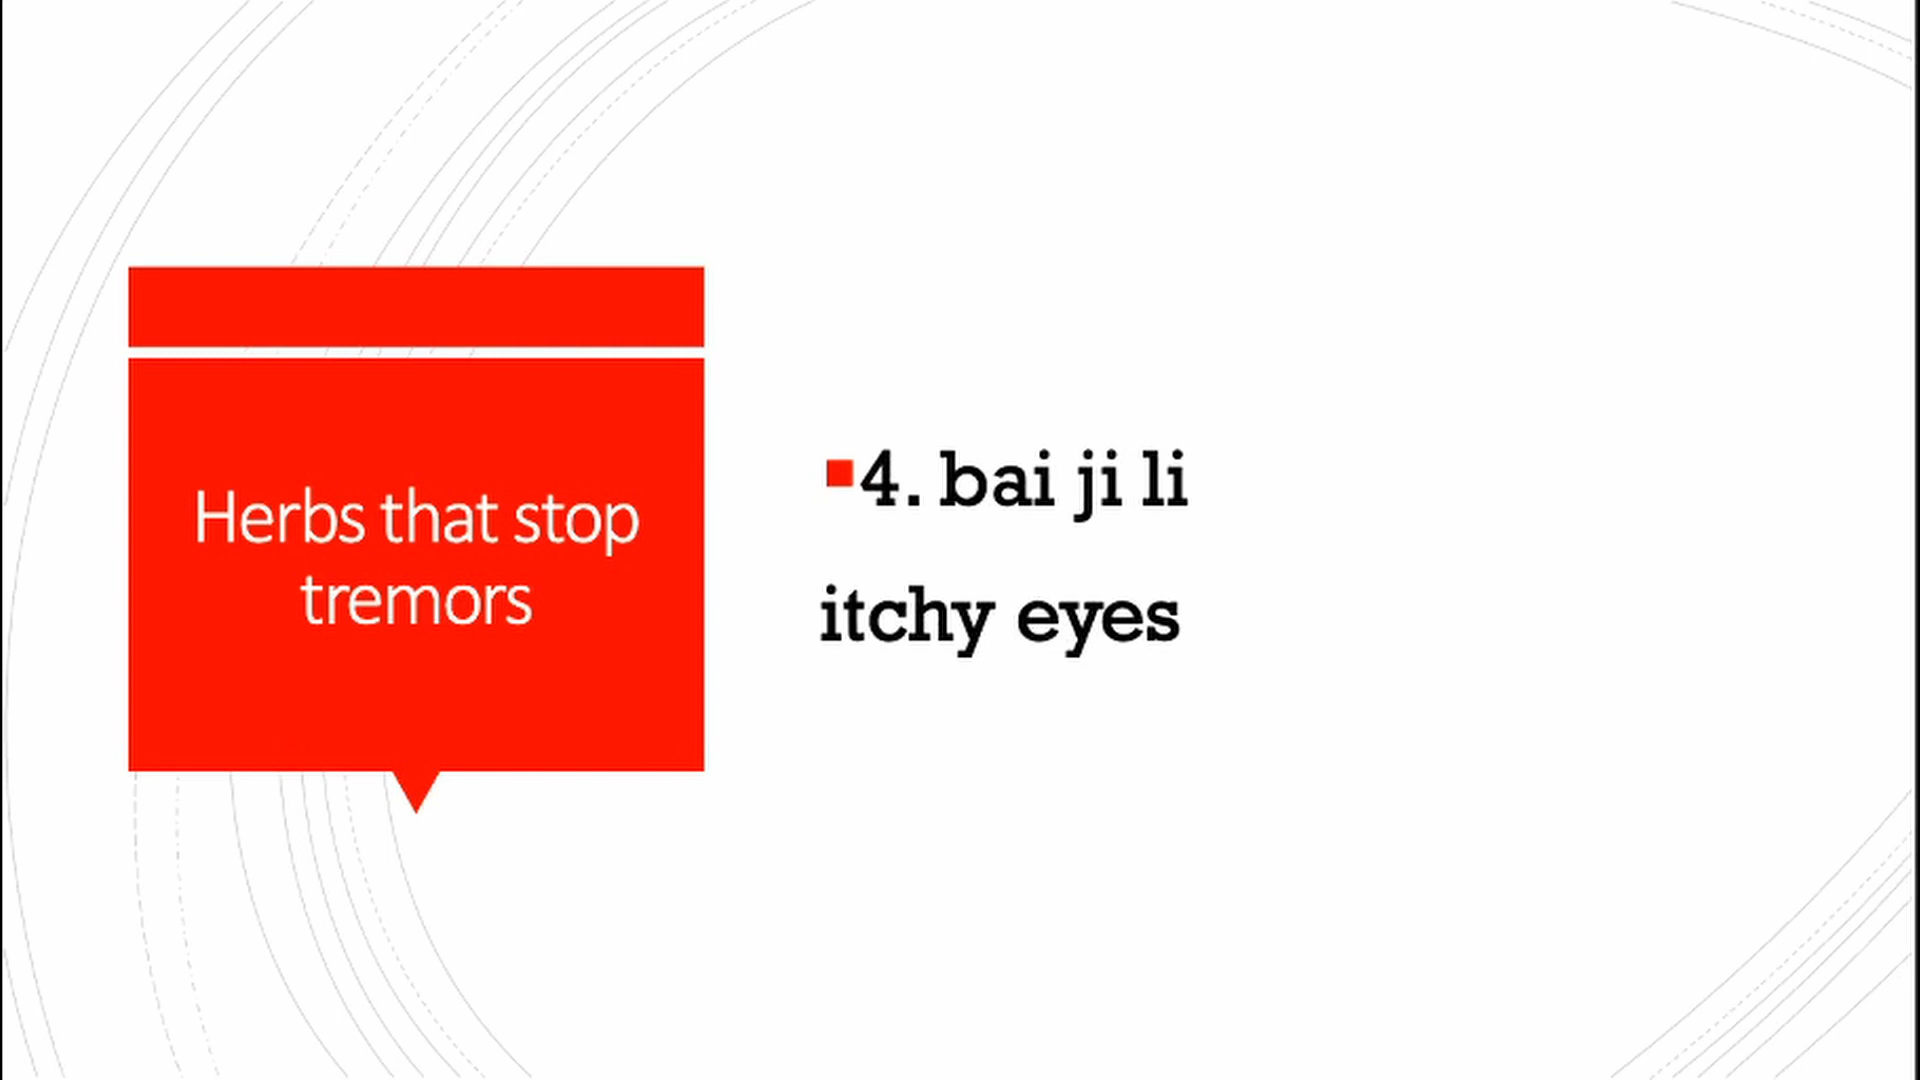 Herbs that stop
tremors
4. bai ji li
itchy eyes